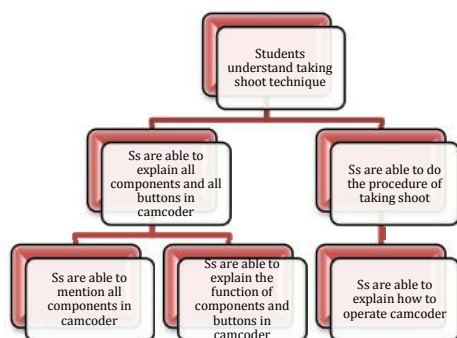 Students
understand taking
shoot technique
Ss are able to
explain all
components and all
buttons in
camcoder
Ss are able to do
the procedure of
taking shoot
Ss are able to
mention all
components in
camcoder
Ss are able to
explain the
function of
components and
buttons in
camcoder
Ss are able to
explain how to
operate camcoder